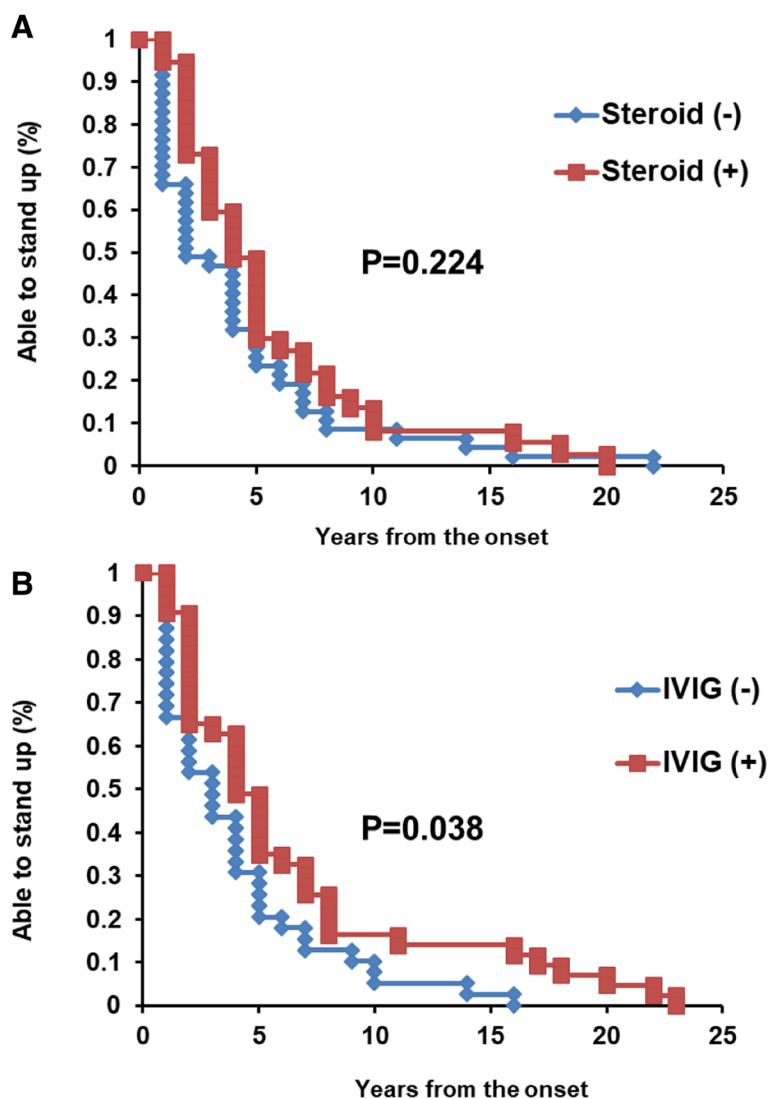 A
Able to stand up (%)
1
0.9
0.8
0.7
0.6
0.5
0.4
0.3
0.2
0.1
0
Steroid (-)
Steroid (+)
P=0.224
0 5 10 15 20 25
Years from the onset
B
Able to stand up (%)
1
0.9
0.8
0.7
0.6
0.5
0.4
0.3
0.2
0.1
0
IVIG (-)
IVIG (+)
P=0.038
0 5 10 15 20 25
Years from the onset